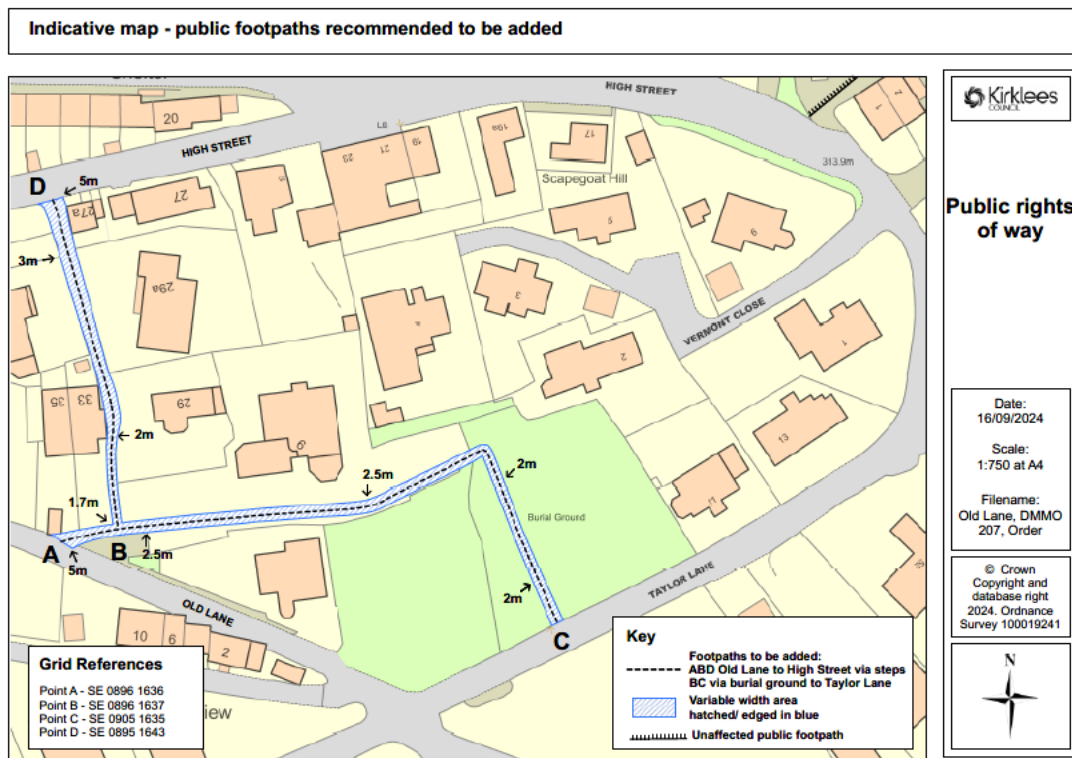 Indicative map - public footpaths recommended to be added
HIGH STREET
HIGH STREET
20
LB
19a
17
1
2
313.9m
D
5m
27a
27
23
21
19
Scapegoat Hill
5
6
3m
29a
3
4
VERMONT CLOSE
1
2
35
33
29
2m
9
13
11
2.5m
2m
Burial Ground
1.7m
A
B
2.5m
5m
2m
TAYLOR LANE
C
OLD LANE
10
6
2
view
Grid References
Point A - SE 0896 1636
Point B - SE 0896 1637
Point C - SE 0905 1635
Point D - SE 0895 1643
Key
Footpaths to be added:
ABD Old Lane to High Street via steps
BC via burial ground to Taylor Lane
Variable width area
hatched/ edged in blue
Unaffected public footpath
Kirklees
COUNCIL
Public rights
of way
Date:
16/09/2024
Scale:
1:750 at A4
Filename:
Old Lane, DMMO
207, Order
© Crown
Copyright and
database right
2024. Ordnance
Survey 100019241
N